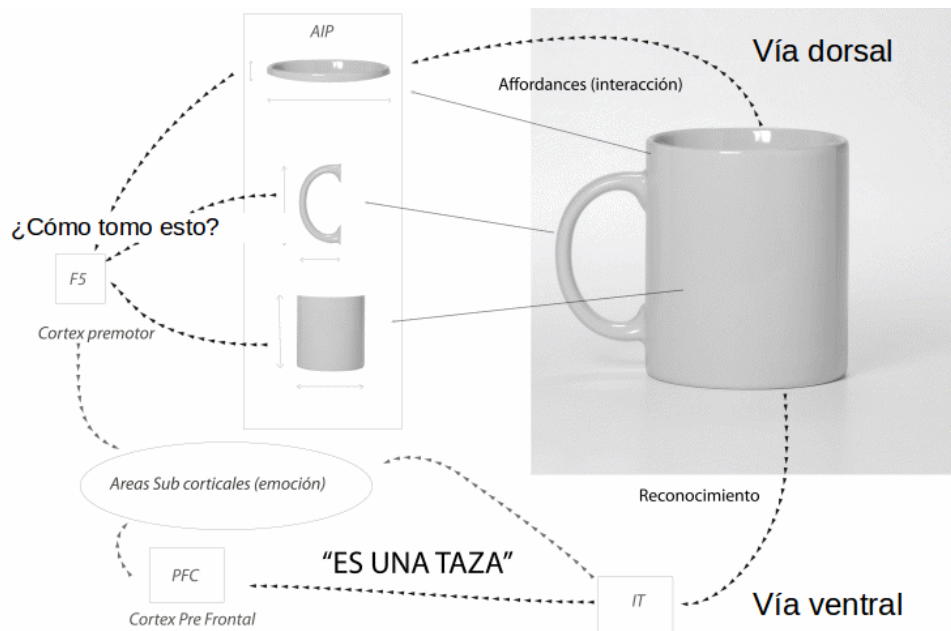 AIP
Vía dorsal
Affordances (interacción)
¿Cómo tomo esto?
F5
Cortex premotor
Areas Sub corticales (emoción)
Reconocimiento
“ES UNA TAZA”
PFC
IT
Cortex Pre Frontal
Vía ventral